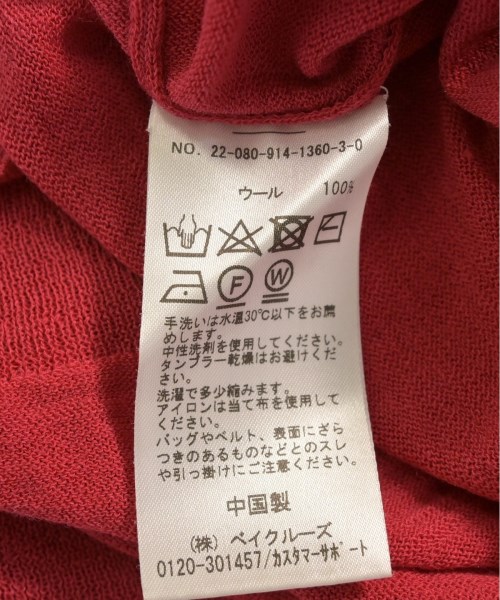 NO. 22-080-914-1360-3-0
ウール 100%
F W
手洗いは水温30℃以下をお薦
めします。
中性洗剤を使用してください。
タンブラー乾燥はお避けくださ
い。
洗濯で多少縮みます。
アイロンは当て布を使用して
ください。
バッグやベルト、表面にざら
つきのあるものなどとのスレ
や引っ掛けにご注意ください。
中国製
(株) ベイクルーズ
0120-301457/カスタマーサポート